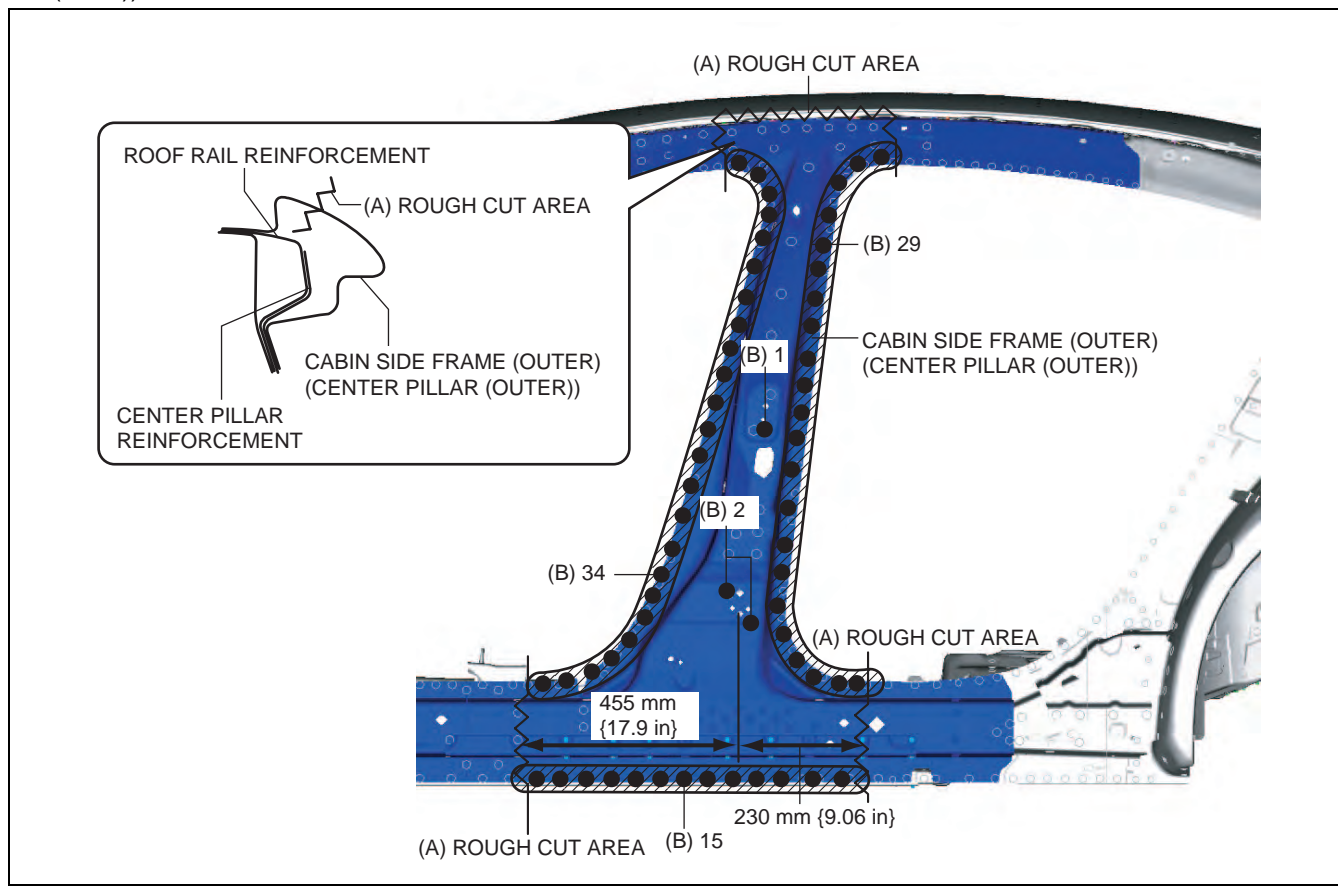 (A) ROUGH CUT AREA
ROOF RAIL REINFORCEMENT
(A) ROUGH CUT AREA
CABIN SIDE FRAME (OUTER)
(CENTER PILLAR (OUTER))
CENTER PILLAR
REINFORCEMENT
(B) 29
CABIN SIDE FRAME (OUTER)
(CENTER PILLAR (OUTER))
(B) 1
(B) 2
(B) 34
(A) ROUGH CUT AREA
455 mm
{17.9 in}
230 mm {9.06 in}
(A) ROUGH CUT AREA
(B) 15